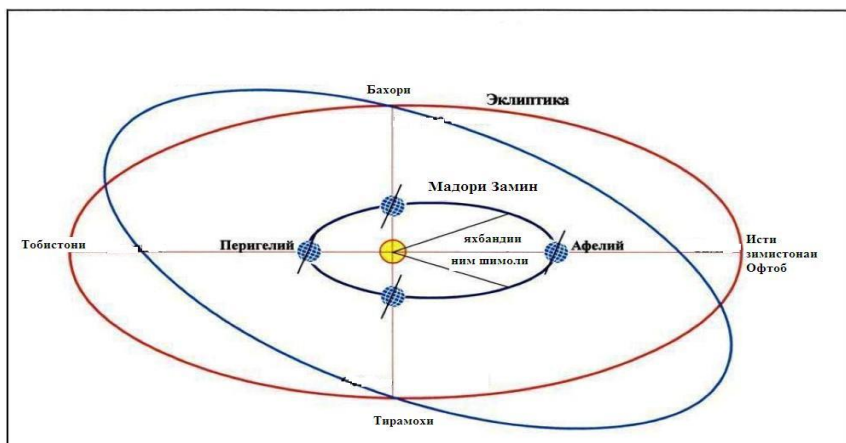 Бахори
Эклиптика
Мадори Замин
Тобистони
Перигелий
яхбандии
ним шимоли
Афелий
Исти
зимистонаи
Офтоб
Тирамохи